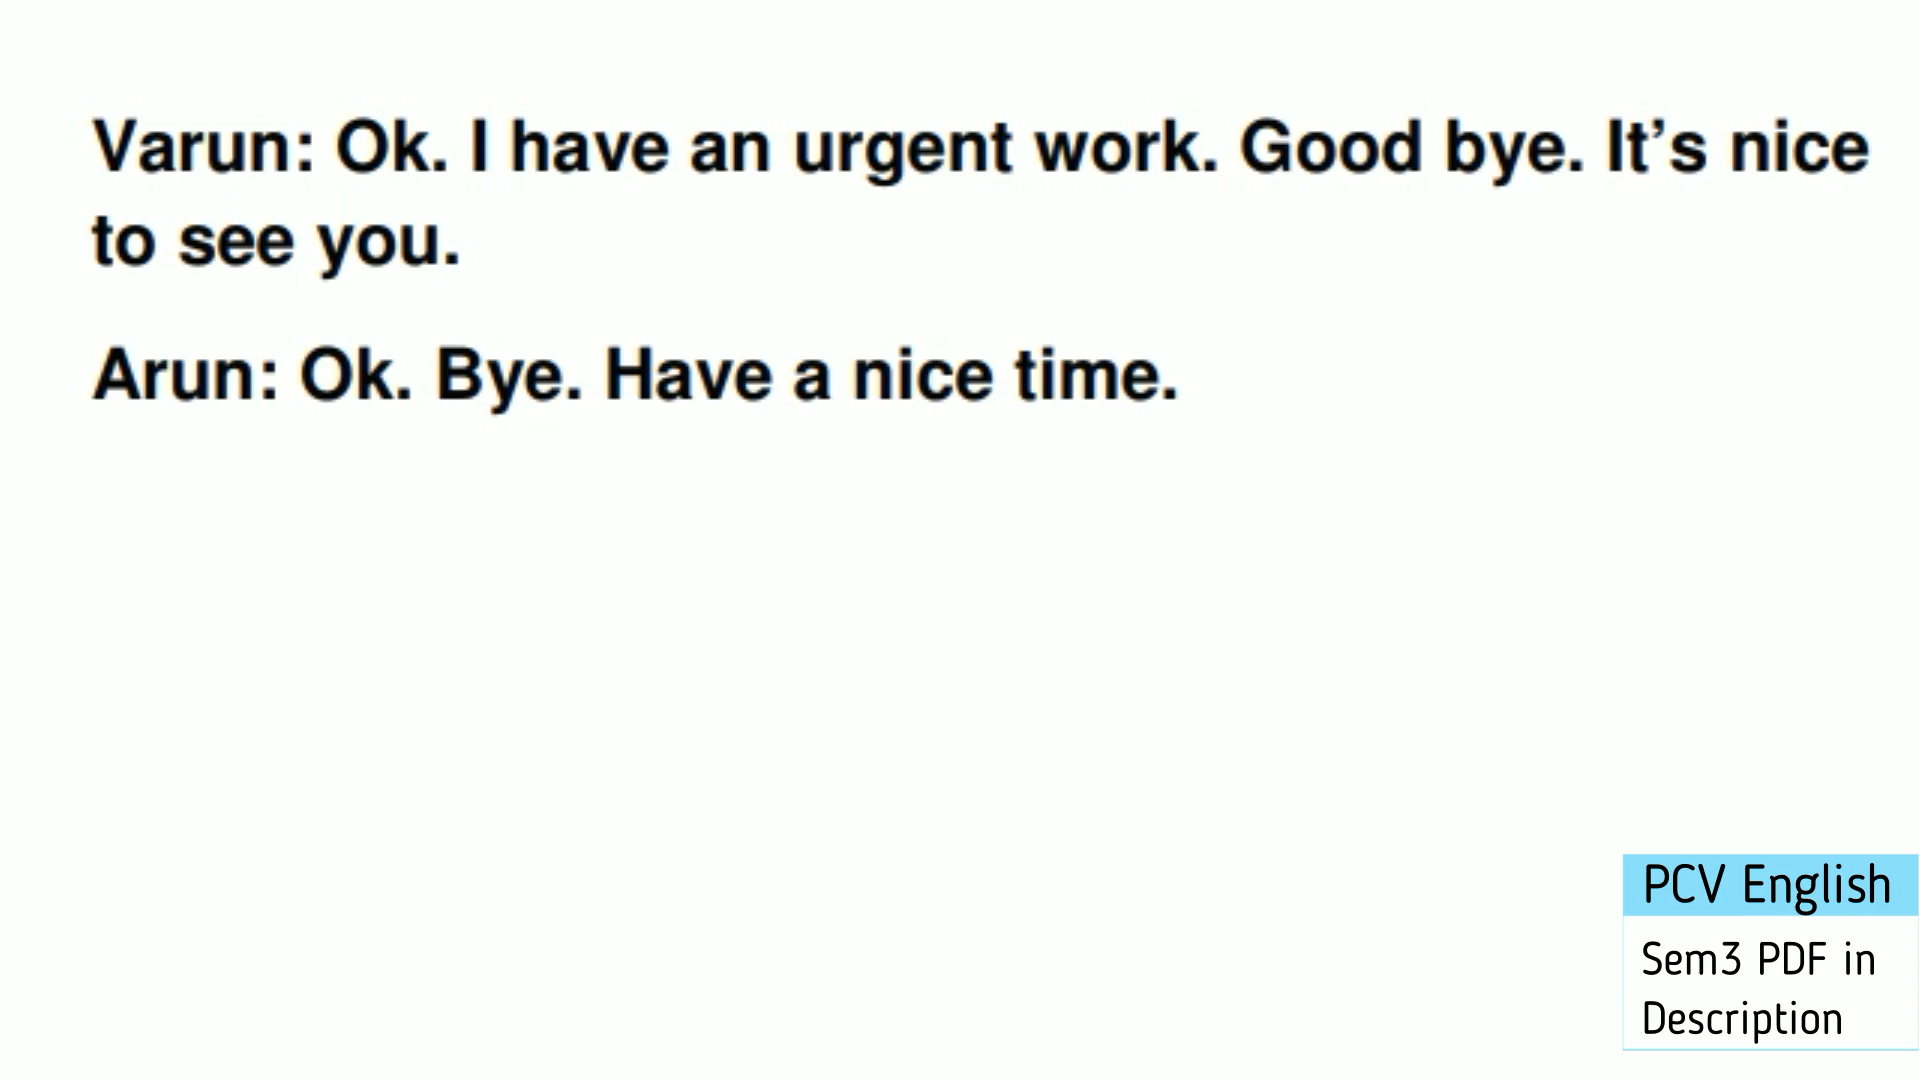 Varun: Ok. I have an urgent work. Good bye. It’s nice
to see you.
Arun: Ok. Bye. Have a nice time.
PCV English
Sem3 PDF in
Description